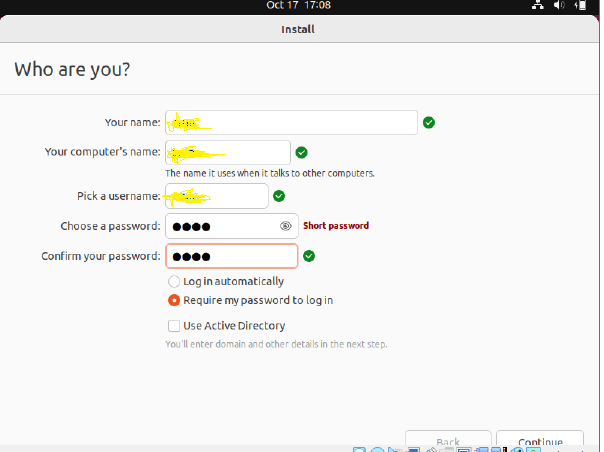 Oct 17 17:08
Install
Who are you?
Your name:
Your computer's name:
The name it uses when it talks to other computers.
Pick a username:
Choose a password: ●●●● Short password
Confirm your password: ●●●●
Log in automatically
Require my password to log in
Use Active Directory
You'll enter domain and other details in the next step.
Back Continue